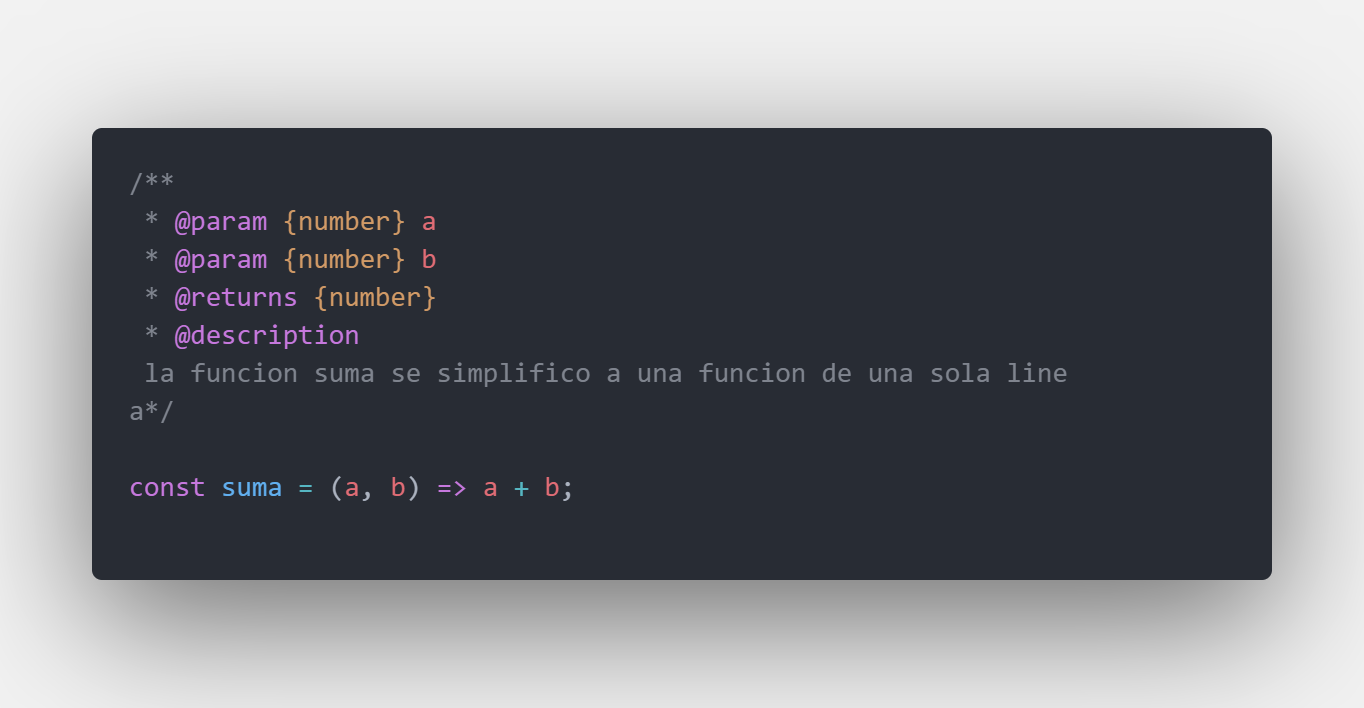 /**
 * @param {number} a
 * @param {number} b
 * @returns {number}
 * @description
 la funcion suma se simplifico a una funcion de una sola line
a*/

const suma = (a, b) => a + b;